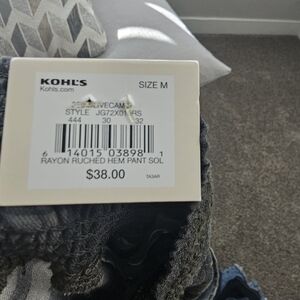 KOHL'S
SIZE M
Kohls.com
STYLE JG72X019RS
444 30 32
6 14015 03898 1
RAYON RUCHED HEM PANT SOL
$38.00